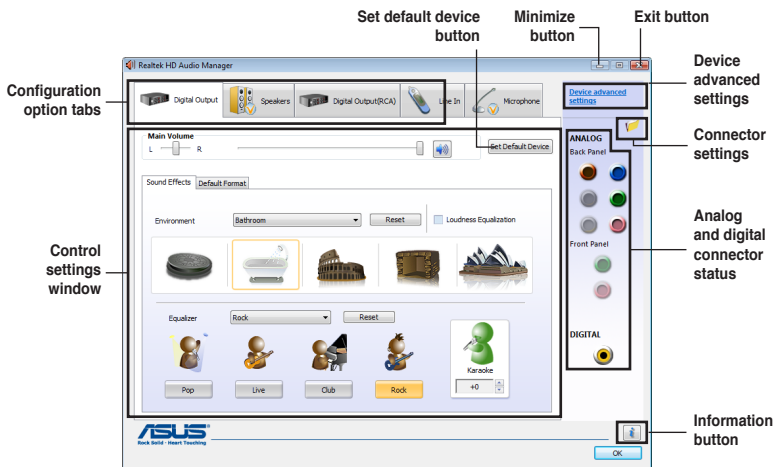 Set default device
button
Minimize
button
Exit button
Realtek HD Audio Manager
Device
advanced
settings
Configuration
option tabs
Digital Output
Speakers
Digital Output(RCA)
Line In
Microphone
Device advanced
settings
Connector
settings
Main Volume
L
R
Set Default Device
ANALOG
Back Panel
Sound Effects
Default Format
Environment
Bathroom
Reset
Loudness Equalization
Control
settings
window
Analog
and digital
connector
status
Front Panel
Equalizer
Rock
Reset
DIGITAL
Karaoke
Pop
Live
Club
Rock
+0
ASUS
Rock Solid · Heart Touching
Information
button
OK